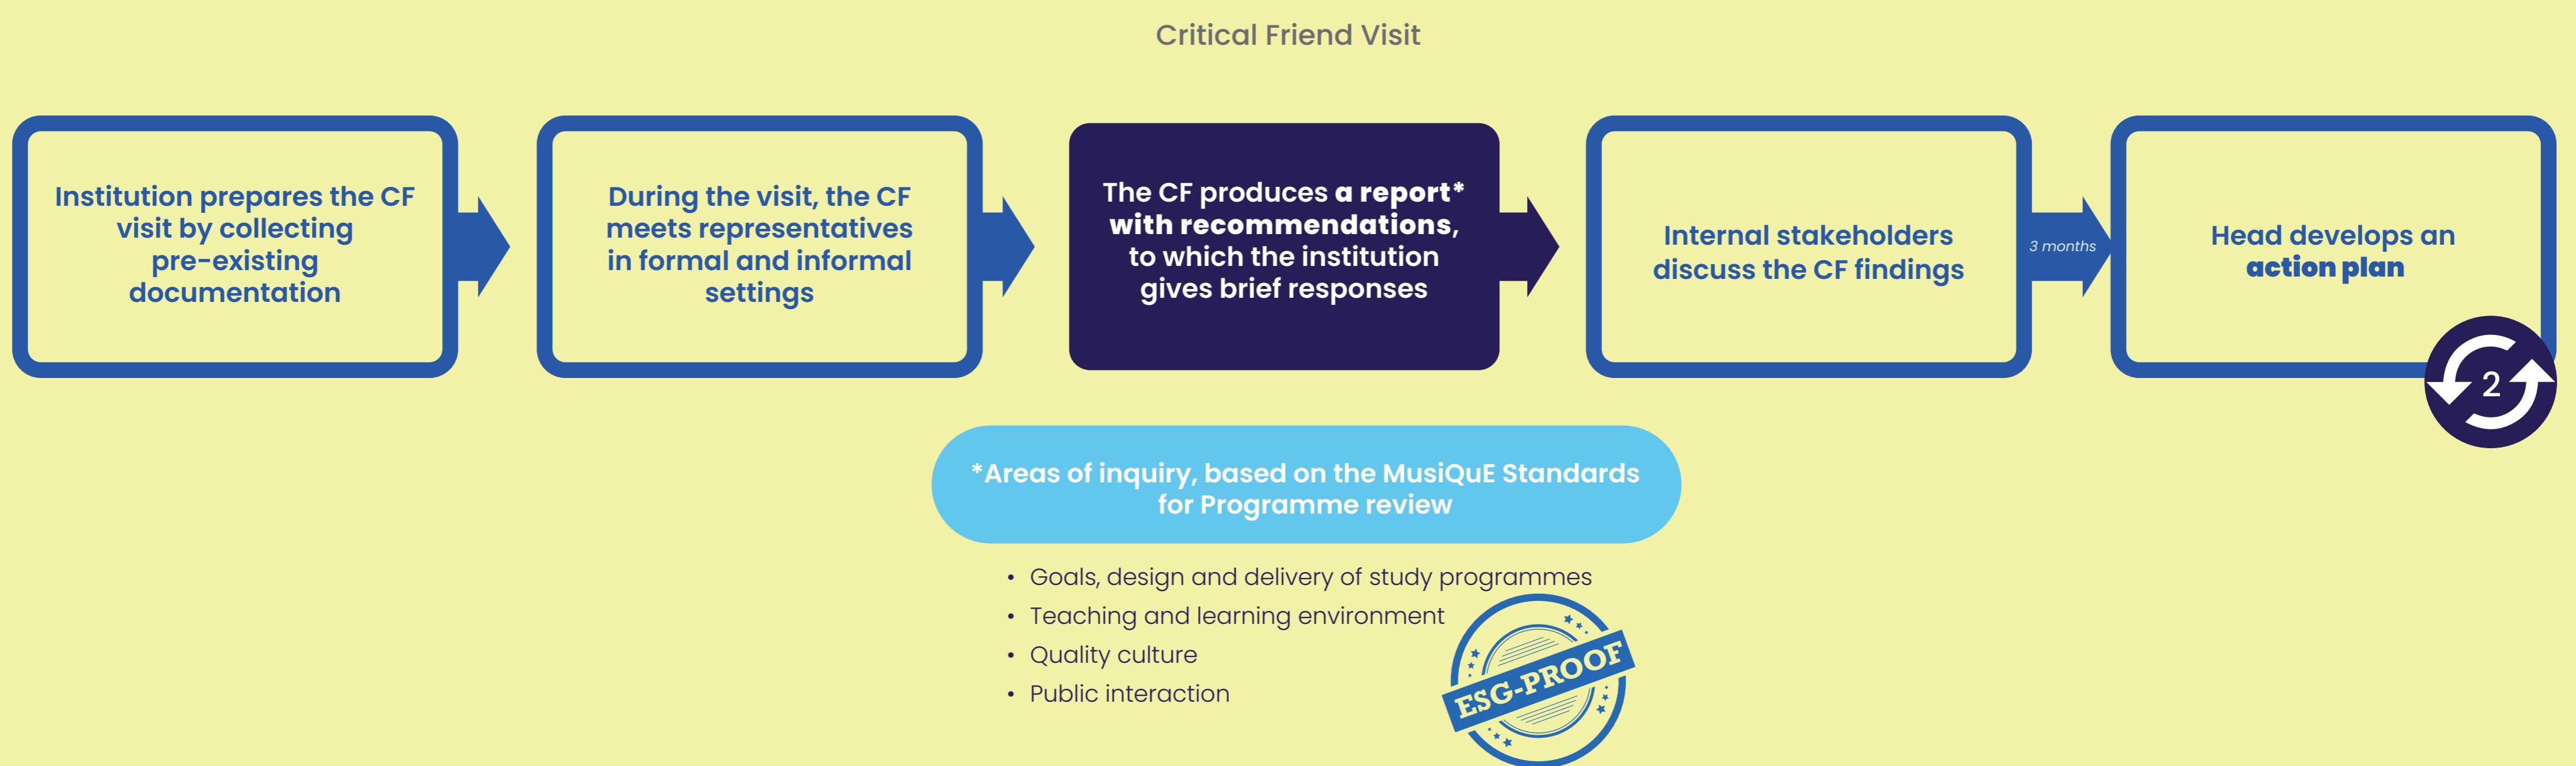 Critical Friend Visit
Institution prepares the CF
visit by collecting
pre-existing
documentation
During the visit, the CF
meets representatives
in formal and informal
settings
The CF produces a report*
with recommendations,
to which the institution
gives brief responses
Internal stakeholders
discuss the CF findings
3 months
Head develops an
action plan
2
*Areas of inquiry, based on the MusiQuE Standards
for Programme review
• Goals, design and delivery of study programmes
• Teaching and learning environment
• Quality culture
• Public interaction
ESG-PROOF